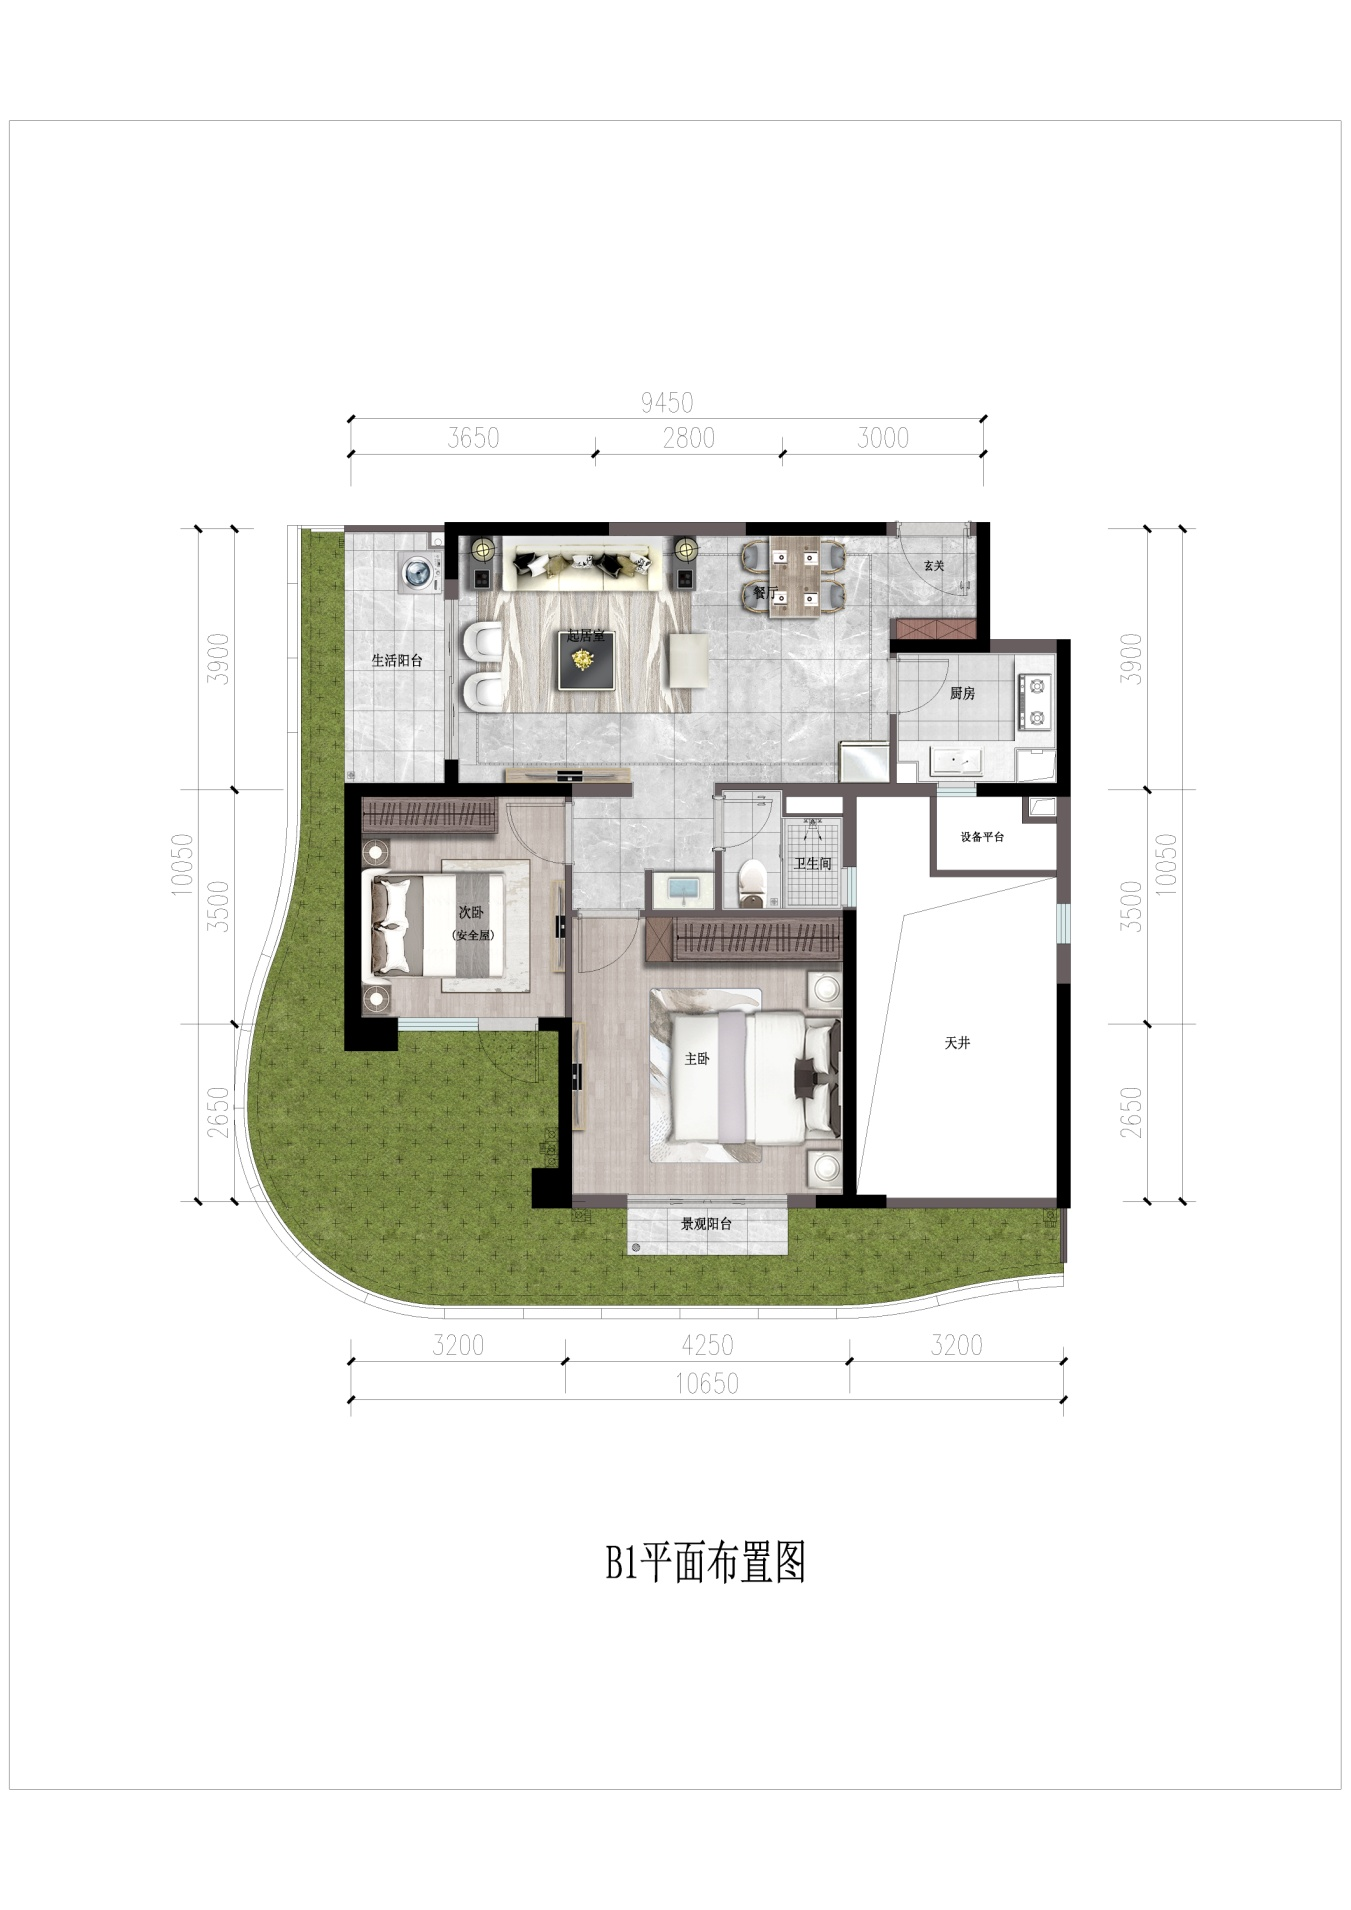 9450
3650
2800
3000
玄关
餐厅
起居室
生活阳台
厨房
3900
3900
设备平台
卫生间
10050
10050
3500
3500
次卧
(安全屋)
天井
主卧
2650
2650
景观阳台
3200
4250
3200
10650
B1平面布置图